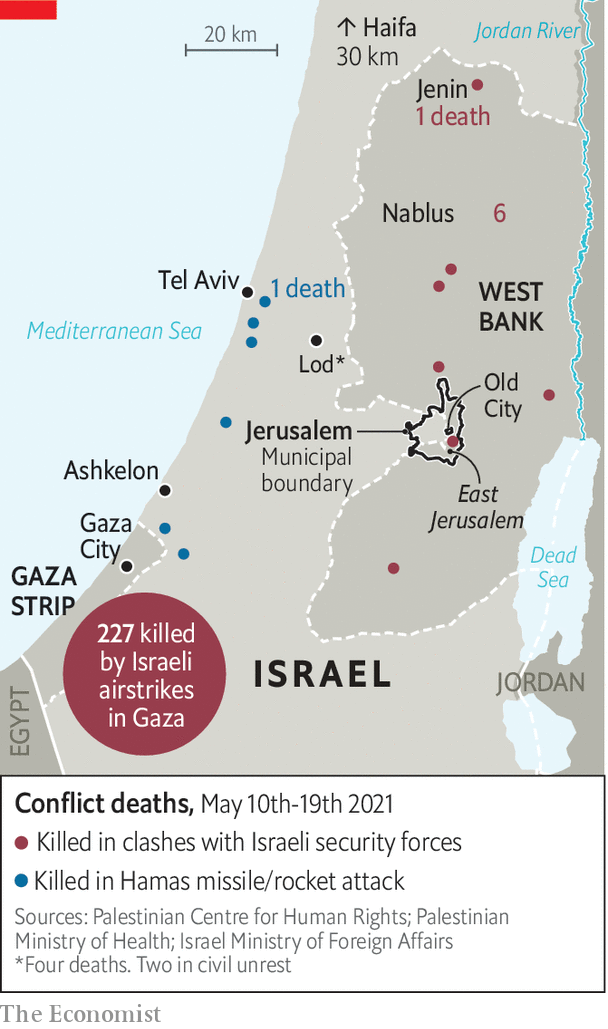 20 km
↑ Haifa
30 km
Jordan River
Jenin
1 death
Nablus 6
Tel Aviv
1 death
WEST
BANK
Mediterranean Sea
Lod*
Old
City
Jerusalem
Municipal
boundary
Ashkelon
East
Jerusalem
Gaza
City
Dead
Sea
GAZA
STRIP
227 killed
by Israeli
airstrikes
in Gaza
ISRAEL
JORDAN
EGYPT
Conflict deaths, May 10th-19th 2021
Killed in clashes with Israeli security forces
Killed in Hamas missile/rocket attack
Sources: Palestinian Centre for Human Rights; Palestinian
Ministry of Health; Israel Ministry of Foreign Affairs
*Four deaths. Two in civil unrest
The Economist